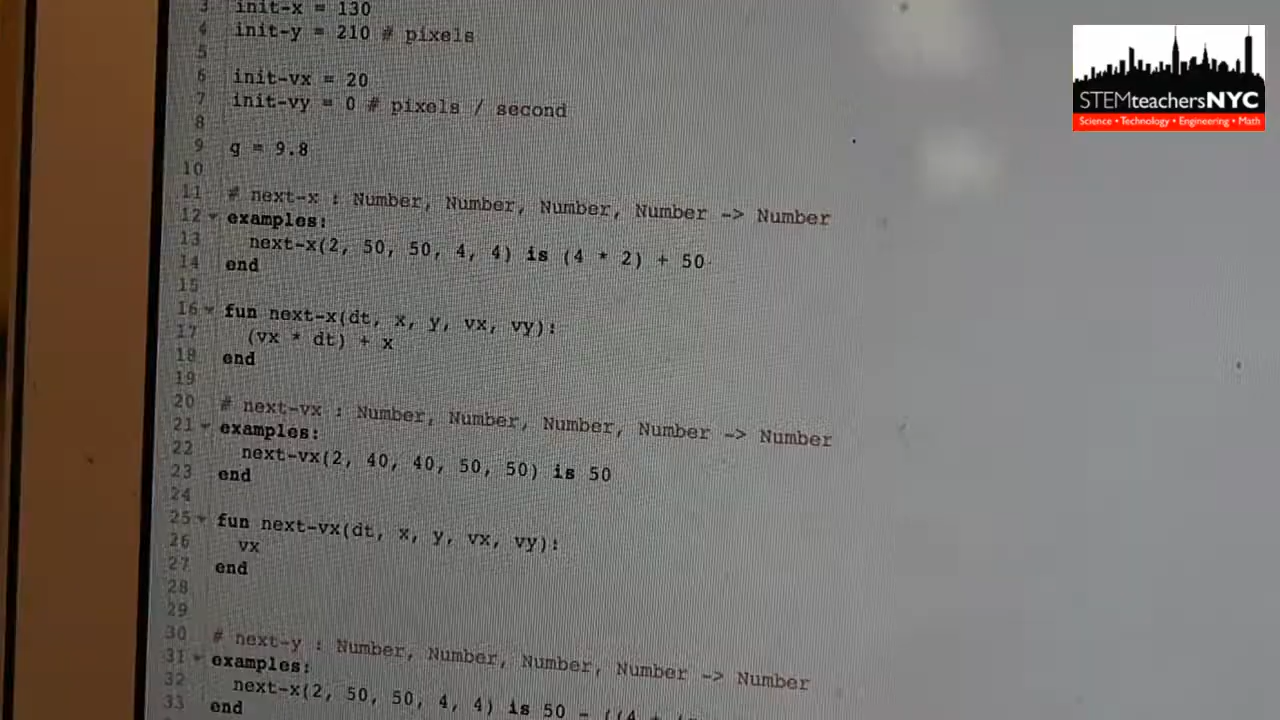 3 init-x = 130
4 init-y = 210 # pixels
5
6 init-vx = 20
7 init-vy = 0 # pixels / second
8
9 g = 9.8
10
11 # next-x : Number, Number, Number, Number -> Number
12 examples:
13 next-x(2, 50, 50, 4, 4) is (4 * 2) + 50
14 end
15
16 fun next-x(dt, x, y, vx, vy):
17 (vx * dt) + x
18 end
19
20 # next-vx : Number, Number, Number, Number -> Number
21 examples:
22 next-vx(2, 40, 40, 50, 50) is 50
23 end
24
25 fun next-vx(dt, x, y, vx, vy):
26 vx
27 end
28
29
30 # next-y : Number, Number, Number, Number -> Number
31 examples:
32 next-x(2, 50, 50, 4, 4) is 50 - ((4 +
33 end
STEMteachersNYC
Science • Technology • Engineering • Math